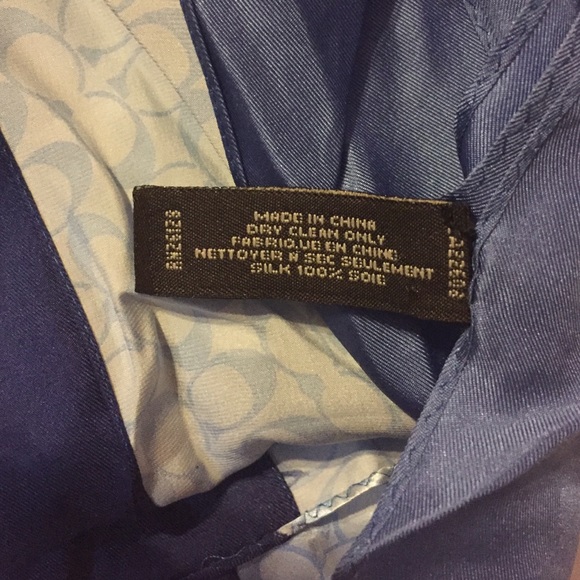 MADE IN CHINA
DRY CLEAN ONLY
FABRIQUE EN CHINE
NETTOYER A SEC SEULEMENT
SILK 100% SOIE